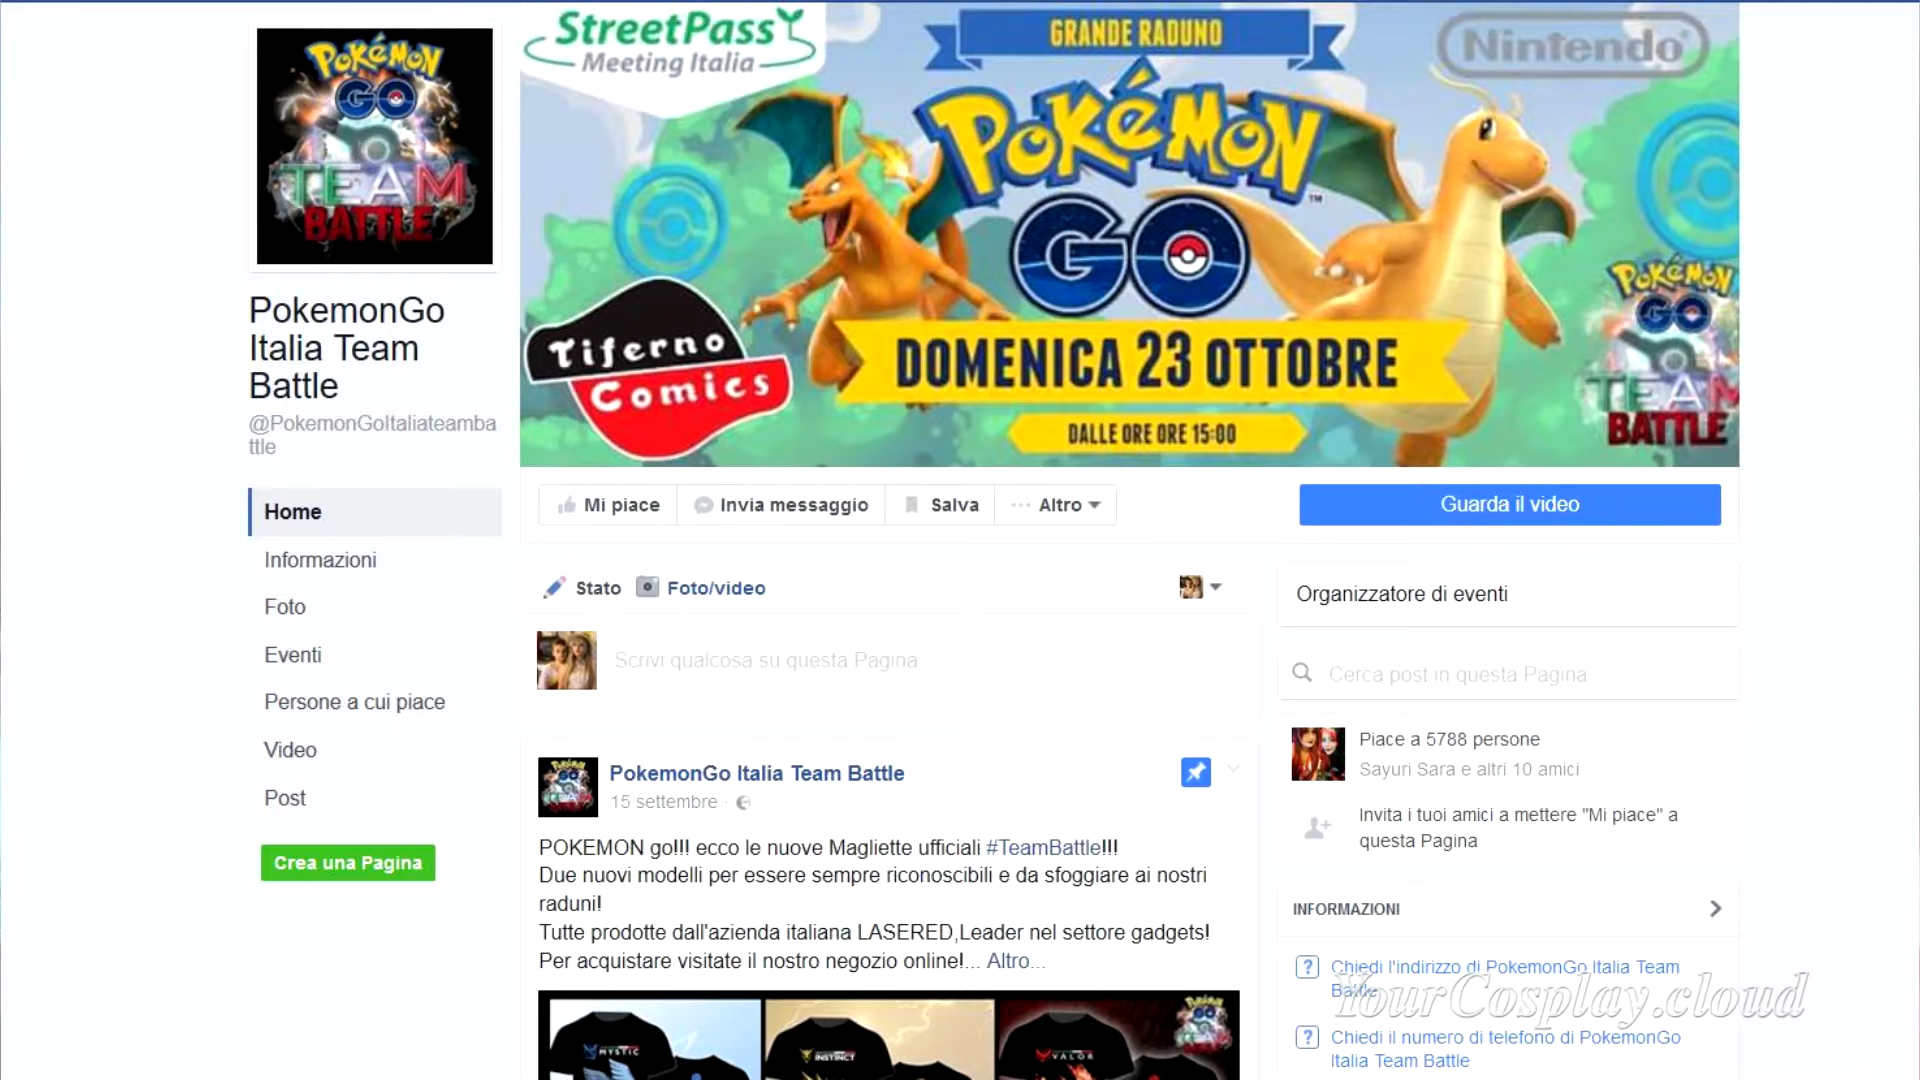 POKÉMON
GO
TEAM
BATTLE
PokemonGo
Italia Team
Battle
@PokemonGoItaliateamba
ttle
Home
Informazioni
Foto
Eventi
Persone a cui piace
Video
Post
Crea una Pagina
StreetPass
Meeting Italia
GRANDE RADUNO
Nintendo
POKÉMON
TM
GO
Tiferno
Comics
DOMENICA 23 OTTOBRE
DALLE ORE ORE 15:00
POKÉMON
GO
TEAM
BATTLE
Mi piace
Invia messaggio
Salva
Altro
Guarda il video
Stato
Foto/video
Scrivi qualcosa su questa Pagina
PokemonGo Italia Team Battle
15 settembre
POKEMON go!!! ecco le nuove Magliette ufficiali #TeamBattle!!!
Due nuovi modelli per essere sempre riconoscibili e da sfoggiare ai nostri
raduni!
Tutte prodotte dall'azienda italiana LASERED,Leader nel settore gadgets!
Per acquistare visitate il nostro negozio online!... Altro...
MYSTIC
INSTINCT
VALOR
Organizzatore di eventi
Cerca post in questa Pagina
Piace a 5788 persone
Sayuri Sara e altri 10 amici
Invita i tuoi amici a mettere "Mi piace" a
questa Pagina
INFORMAZIONI
Chiedi l'indirizzo di PokemonGo Italia Team
Battle
YourCosplay.cloud
Chiedi il numero di telefono di PokemonGo
Italia Team Battle